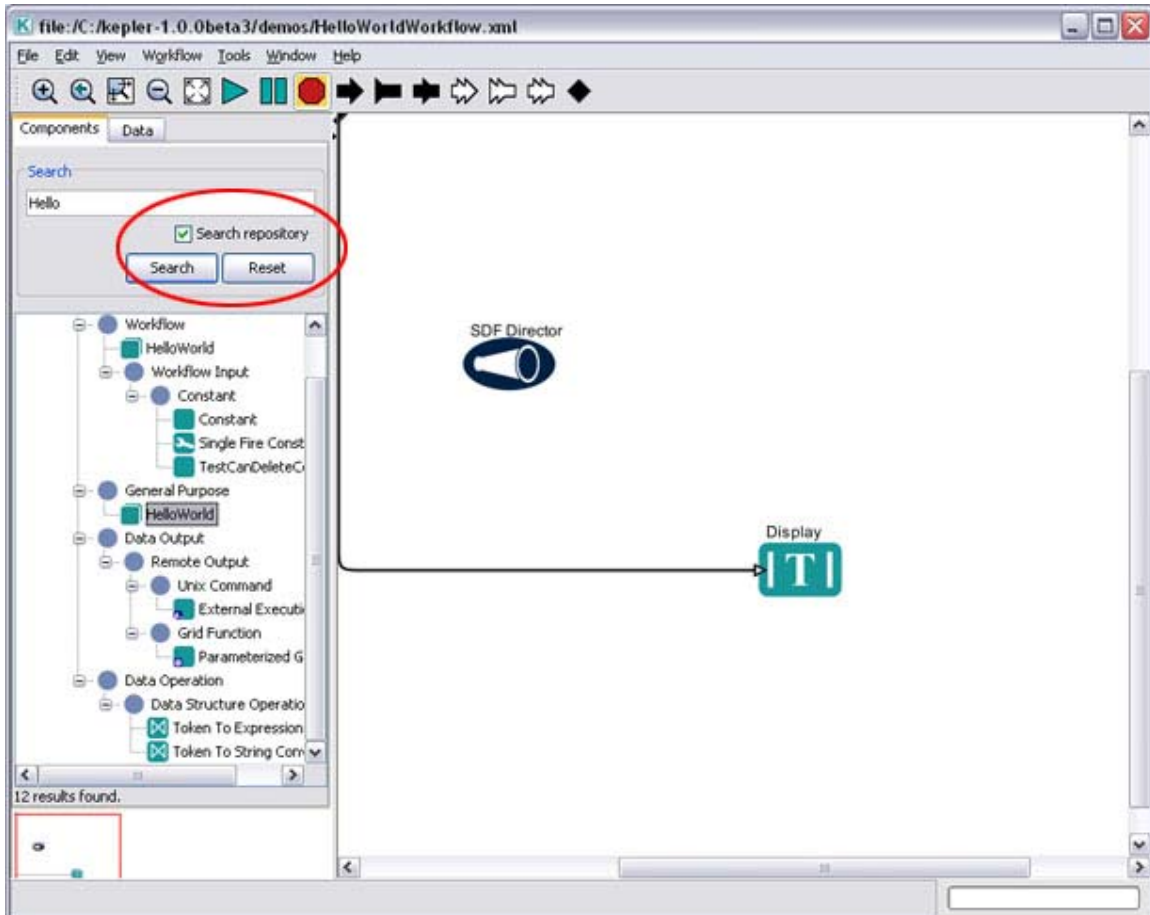 file:/C:/kepler-1.0.0beta3/demos/HelloWorldWorkflow.xml
File Edit View Workflow Tools Window Help
Components Data
Search
Hello
Search repository
Search Reset
Workflow
HelloWorld
Workflow Input
Constant
Constant
Single Fire Const
TestCanDeleteC
General Purpose
HelloWorld
Data Output
Remote Output
Unix Command
External Executi
Grid Function
Parameterized G
Data Operation
Data Structure Operatio
Token To Expression
Token To String Con
12 results found.
SDF Director
Display
T